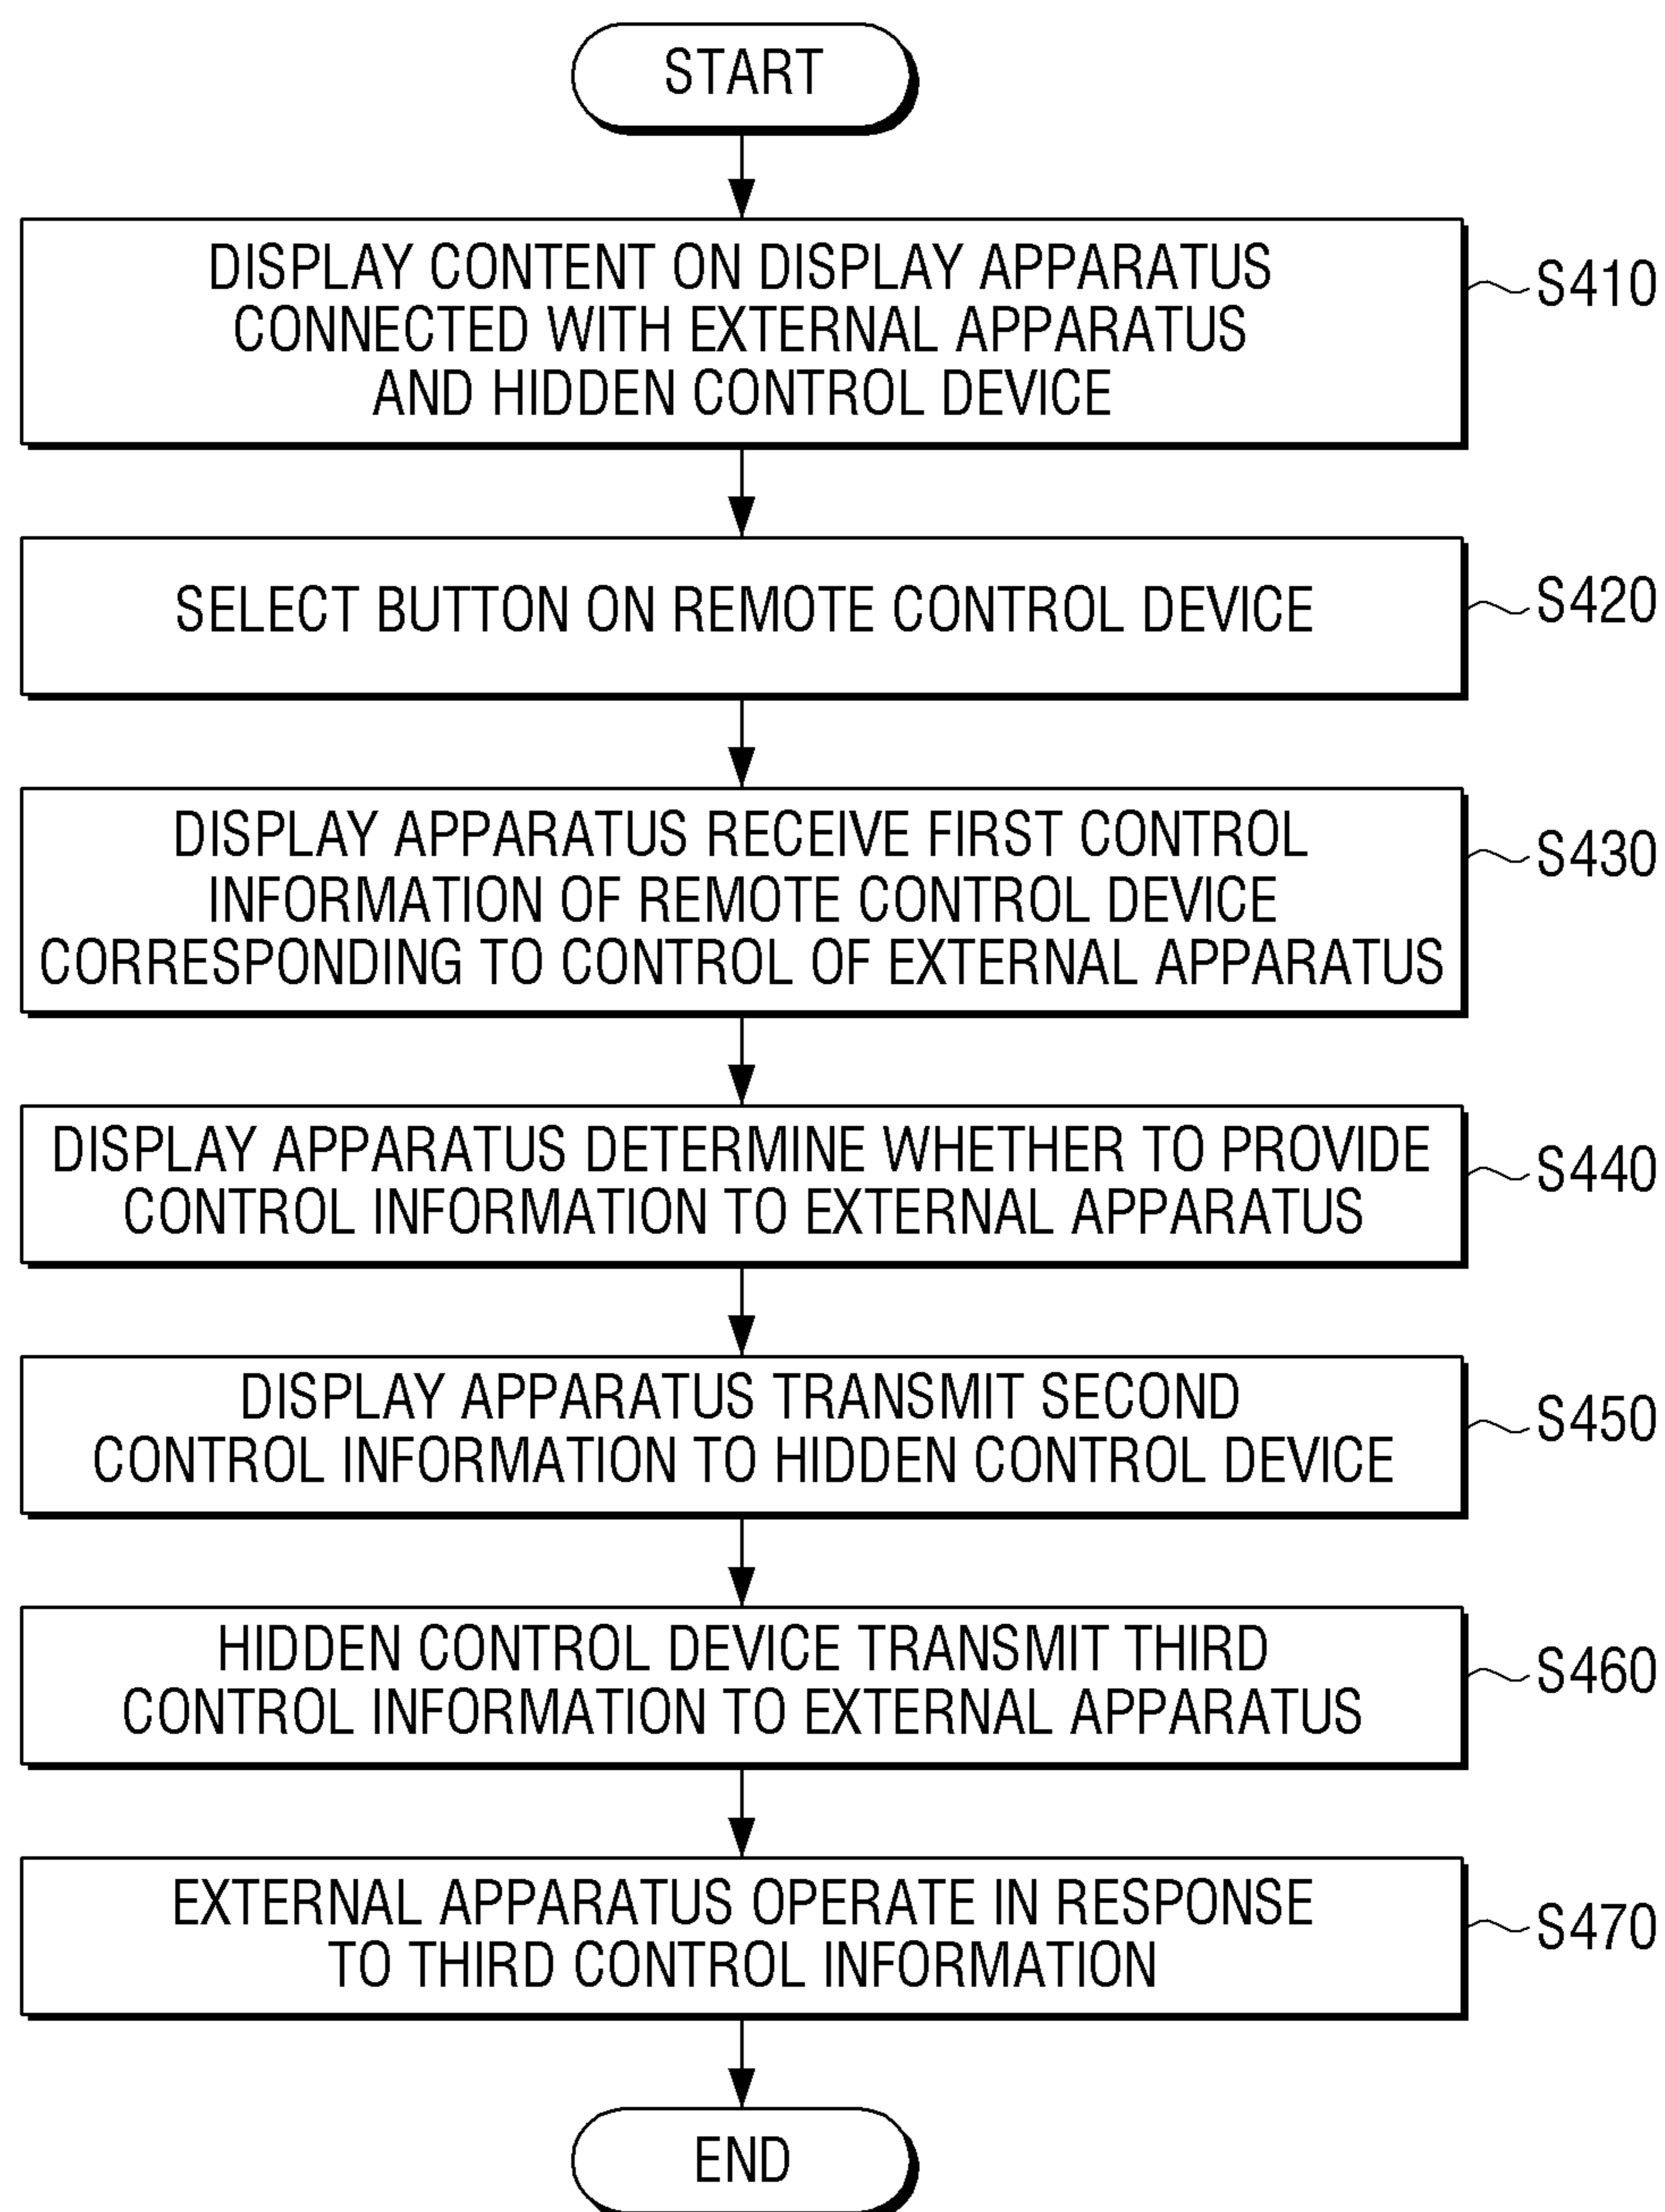 START
DISPLAY CONTENT ON DISPLAY APPARATUS
CONNECTED WITH EXTERNAL APPARATUS
AND HIDDEN CONTROL DEVICE
S410
SELECT BUTTON ON REMOTE CONTROL DEVICE
S420
DISPLAY APPARATUS RECEIVE FIRST CONTROL
INFORMATION OF REMOTE CONTROL DEVICE
CORRESPONDING TO CONTROL OF EXTERNAL APPARATUS
S430
DISPLAY APPARATUS DETERMINE WHETHER TO PROVIDE
CONTROL INFORMATION TO EXTERNAL APPARATUS
S440
DISPLAY APPARATUS TRANSMIT SECOND
CONTROL INFORMATION TO HIDDEN CONTROL DEVICE
S450
HIDDEN CONTROL DEVICE TRANSMIT THIRD
CONTROL INFORMATION TO EXTERNAL APPARATUS
S460
EXTERNAL APPARATUS OPERATE IN RESPONSE
TO THIRD CONTROL INFORMATION
S470
END